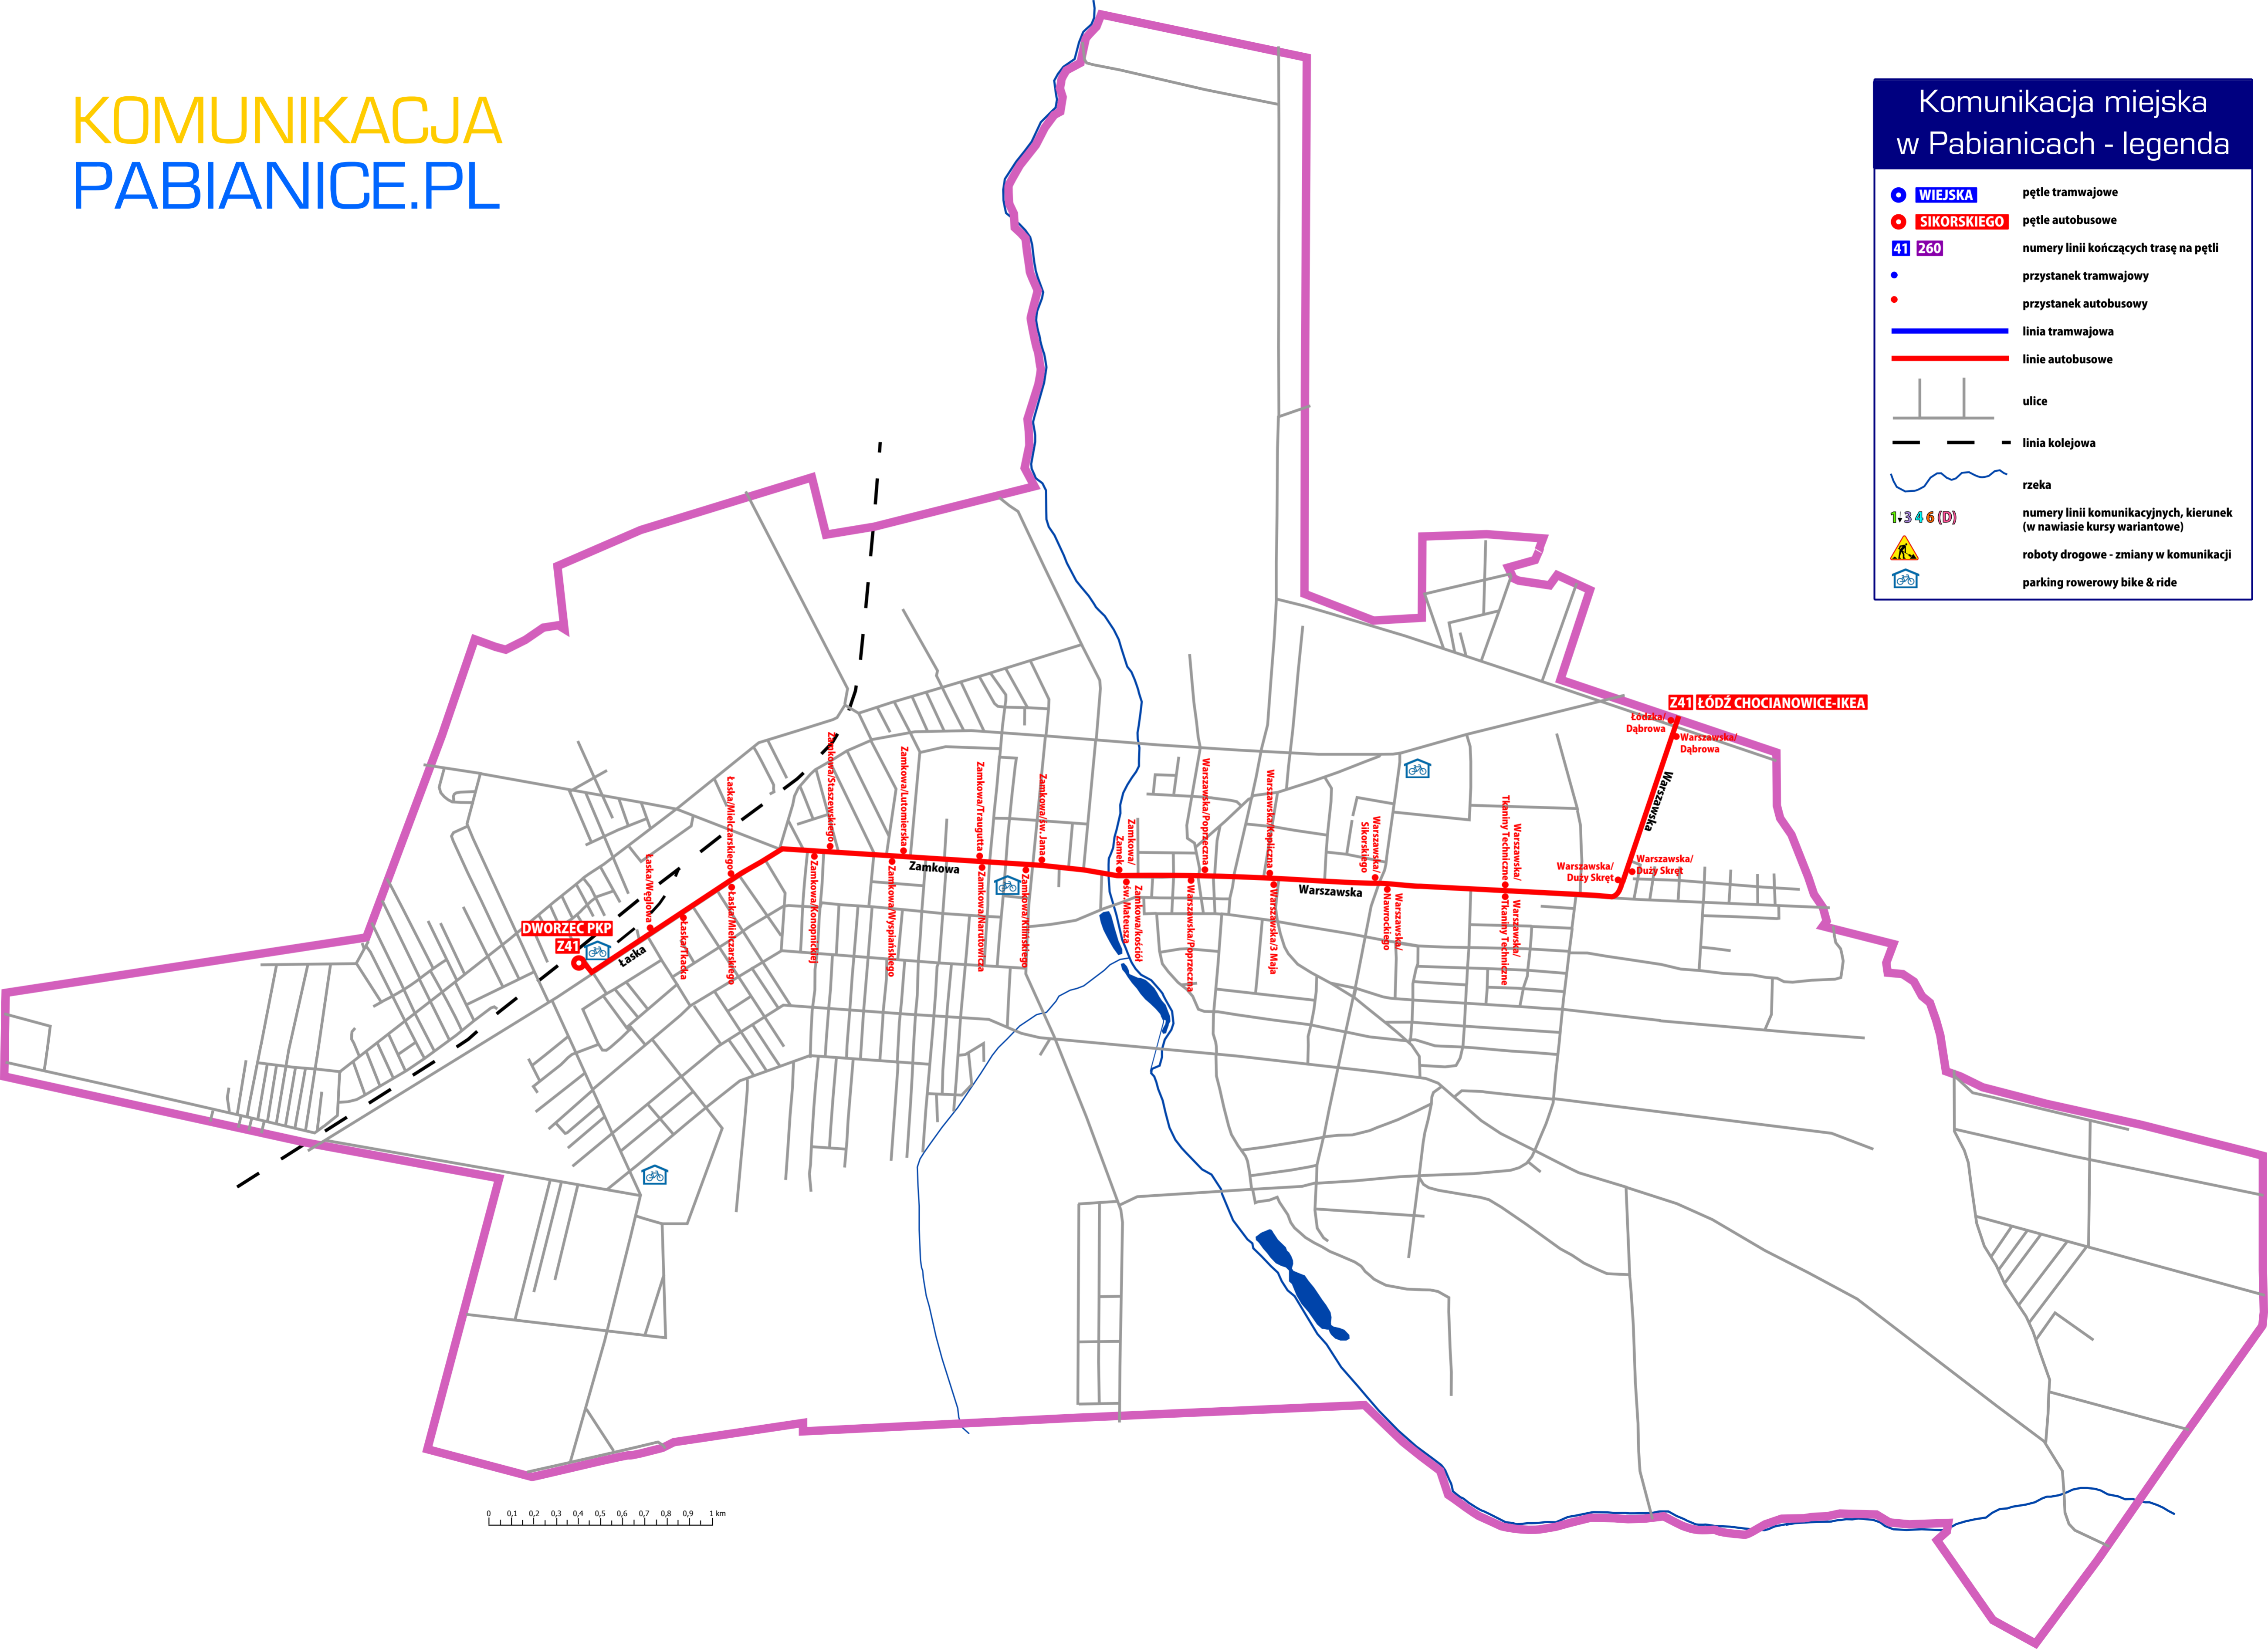 KOMUNIKACJA
PABIANICE.PL
Komunikacja miejska
w Pabianicach - legenda
WIEJSKA
pętle tramwajowe
SIKORSKIEGO
pętle autobusowe
41 260
numery linii kończących trasę na pętli
przystanek tramwajowy
przystanek autobusowy
linia tramwajowa
linie autobusowe
ulice
linia kolejowa
rzeka
1 3 4 6 (D)
numery linii komunikacyjnych, kierunek
(w nawiasie kursy wariantowe)
roboty drogowe - zmiany w komunikacji
parking rowerowy bike & ride
Z41 ŁÓDŹ CHOCIANOWICE-IKEA
Łódzka/
Dąbrowa
Warszawska/
Dąbrowa
Warszawska
Warszawska/
Duży Skręt
Warszawska/
Duży Skręt
DWORZEC PKP
Z41
Łaska
Łaska/Węglowa
Łaska/Tkacka
Łaska/Mielczarskiego
Łaska/Mielczarskiego
Zamkowa/Konopnickiej
Zamkowa/Staszewskiego
Zamkowa/Wyspiańskiego
Zamkowa/Lutomierska
Zamkowa
Zamkowa/Traugutta
Zamkowa/Narutowicza
Zamkowa/Kilińskiego
Zamkowa/św. Jana
Zamkowa/
Zamek
Zamkowa/kościół
św. Mateusza
Warszawska/Poprzeczna
Warszawska/Poprzeczna
Warszawska/Kapliczna
Warszawska/3 Maja
Warszawska
Warszawska/
Sikorskiego
Warszawska/
Nawrockiego
Warszawska/
Tkaniny Techniczne
Warszawska/
Tkaniny Techniczne
0 0,1 0,2 0,3 0,4 0,5 0,6 0,7 0,8 0,9 1 km